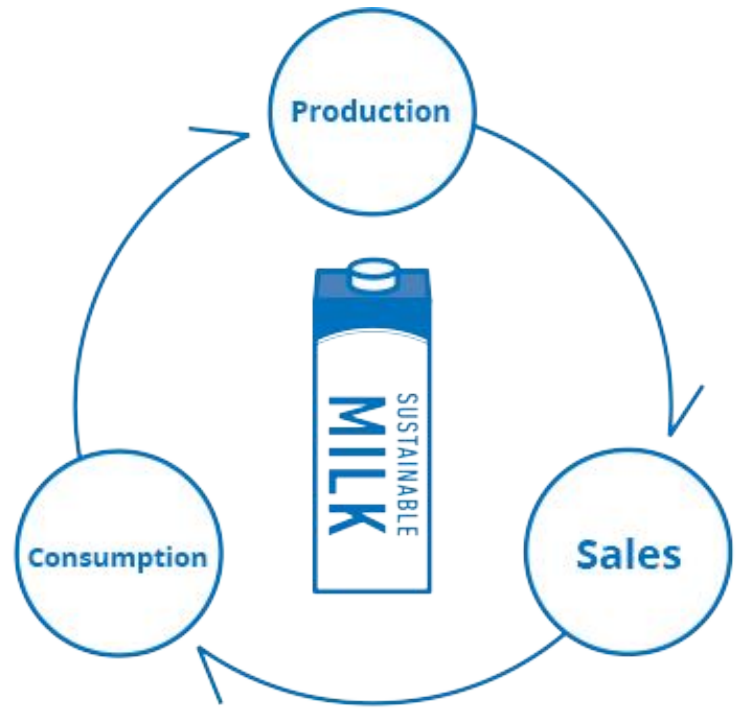 Production
SUSTAINABLE
MILK
Consumption
Sales